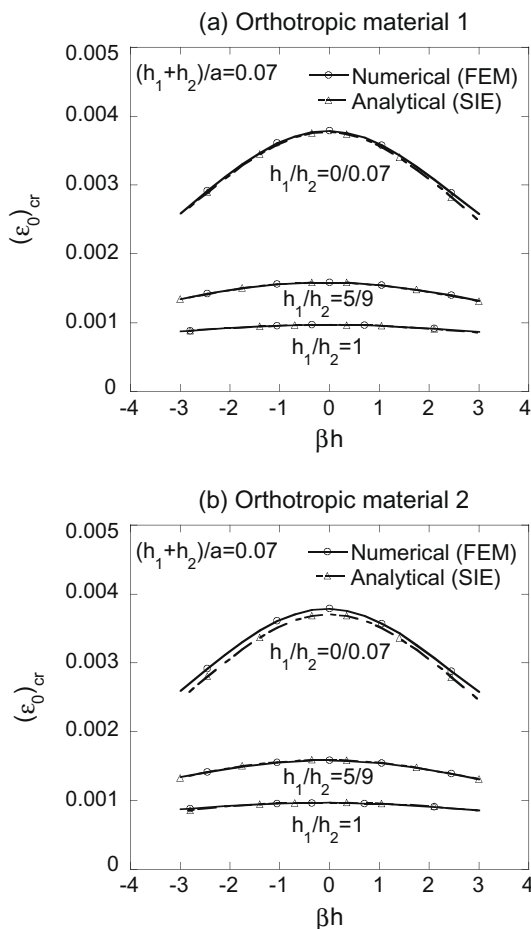 (a) Orthotropic material 1
0.005
(h₁+h₂)/a=0.07
Numerical (FEM)
Analytical (SIE)
0.004
h₁/h₂=0/0.07
0.003
(ε₀)cr
0.002
h₁/h₂=5/9
0.001
h₁/h₂=1
0
-4 -3 -2 -1 0 1 2 3 4
βh
(b) Orthotropic material 2
0.005
(h₁+h₂)/a=0.07
Numerical (FEM)
Analytical (SIE)
0.004
h₁/h₂=0/0.07
0.003
(ε₀)cr
0.002
h₁/h₂=5/9
0.001
h₁/h₂=1
0
-4 -3 -2 -1 0 1 2 3 4
βh